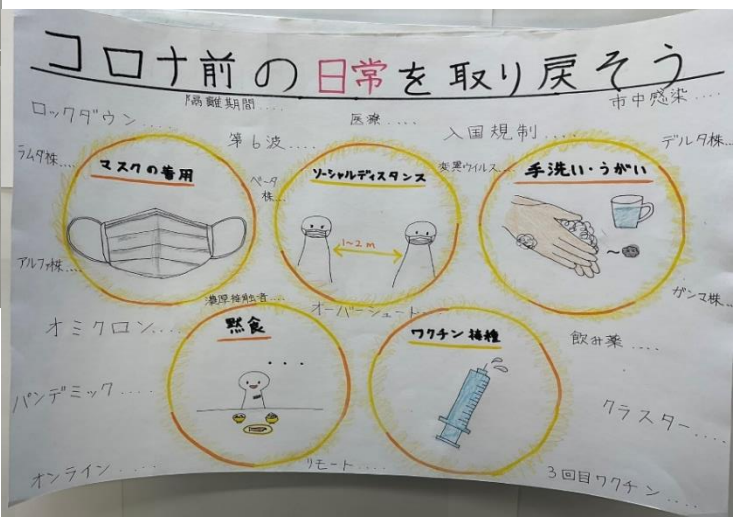 コロナ前の日常を取り戻そう
ロックダウン....
隔離期間....
医療....
市中感染....
第6波....
入国規制....
デルタ株...
ラムダ株...
マスクの着用
ベータ株...
ソーシャルディスタンス
変異ウイルス...
手洗い・うがい
1~2m
アルファ株...
ガンマ株...
濃厚接触者....
オーバーシュート....
オミクロン....
黙食
ワクチン接種
飲み薬....
パンデミック....
クラスター....
オンライン....
リモート....
3回目ワクチン....